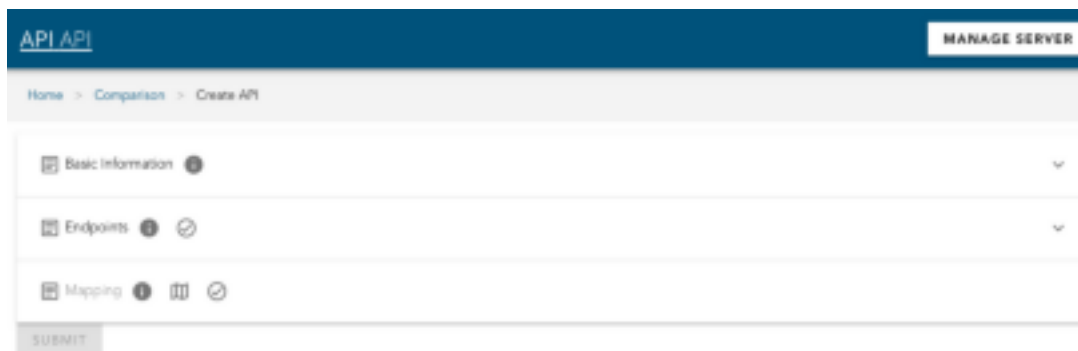 API API
MANAGE SERVER
Home > Comparison > Create API
Basic Information
Endpoints
Mapping
SUBMIT